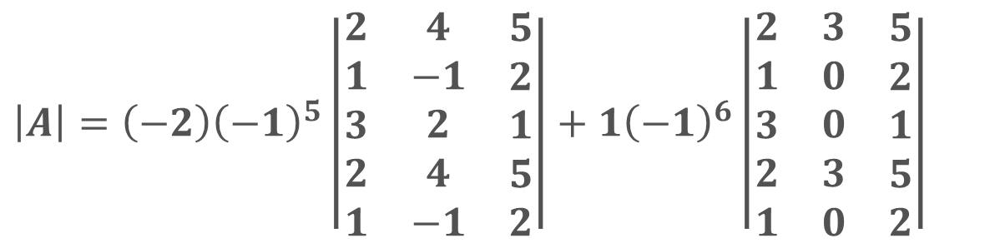 |A| = (−2)(−1)⁵ |2 4 5| + 1(−1)⁶ |2 3 5|
|1 −1 2| |1 0 2|
|3 2 1| |3 0 1|
|2 4 5| |2 3 5|
|1 −1 2| |1 0 2|